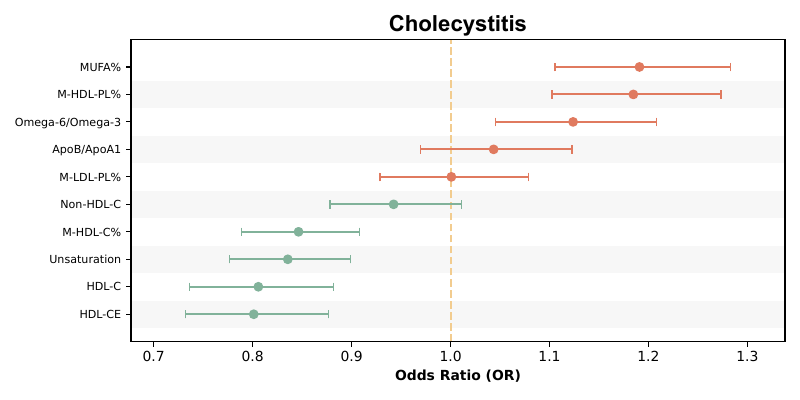 Cholecystitis
MUFA%
M-HDL-PL%
Omega-6/Omega-3
ApoB/ApoA1
M-LDL-PL%
Non-HDL-C
M-HDL-C%
Unsaturation
HDL-C
HDL-CE
0.7 0.8 0.9 1.0 1.1 1.2 1.3
Odds Ratio (OR)